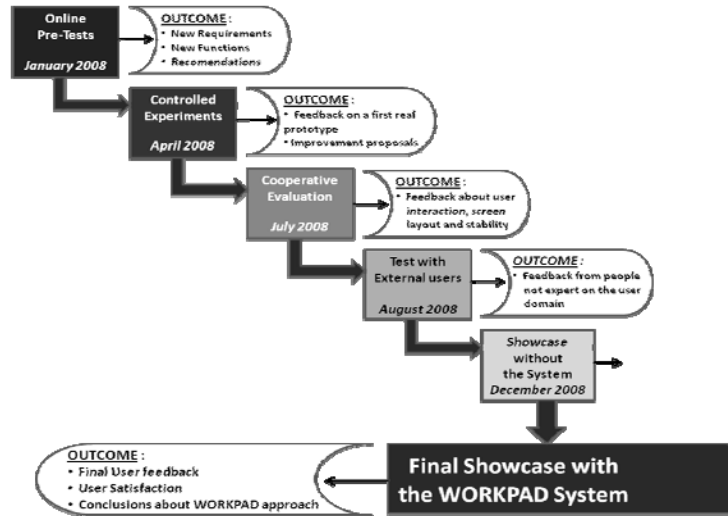 Online
Pre-Tests
January 2008
OUTCOME :
• New Requirements
• New Functions
• Recomendations
Controlled
Experiments
April 2008
OUTCOME :
• Feedback on a first real
prototype
• Improvement proposals
Cooperative
Evaluation
July 2008
OUTCOME :
• Feedback about user
interaction, screen
layout and stability
Test with
External users
August 2008
OUTCOME :
• Feedback from people
not expert on the user
domain
Showcase
without
the System
December 2008
Final Showcase with
the WORKPAD System
OUTCOME :
• Final User feedback
• User Satisfaction
• Conclusions about WORKPAD approach